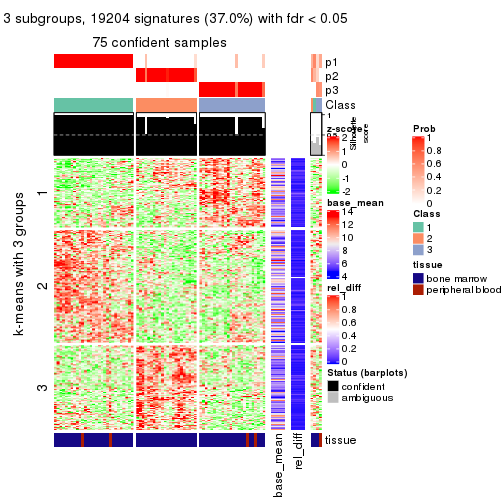 3 subgroups, 19204 signatures (37.0%) with fdr < 0.05
75 confident samples
p1
p2
p3
Class
1
Silhouette
score
z-score
2
1
0
-1
-2
base_mean
14
12
10
8
6
4
rel_diff
1
0.8
0.6
0.4
0.2
0
Status (barplots)
confident
ambiguous
Prob
1
0.8
0.6
0.4
0.2
0
Class
1
2
3
tissue
bone marrow
peripheral blood
k-means with 3 groups
1
2
3
tissue
base_mean
rel_diff